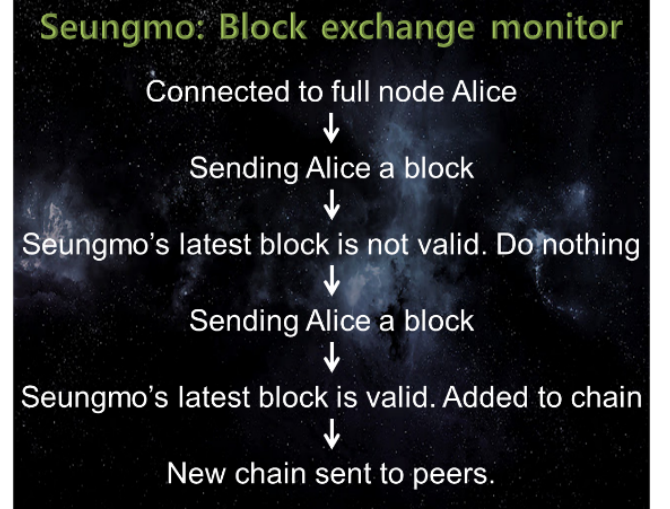 Seungmo: Block exchange monitor
Connected to full node Alice
Sending Alice a block
Seungmo's latest block is not valid. Do nothing
Sending Alice a block
Seungmo's latest block is valid. Added to chain
New chain sent to peers.